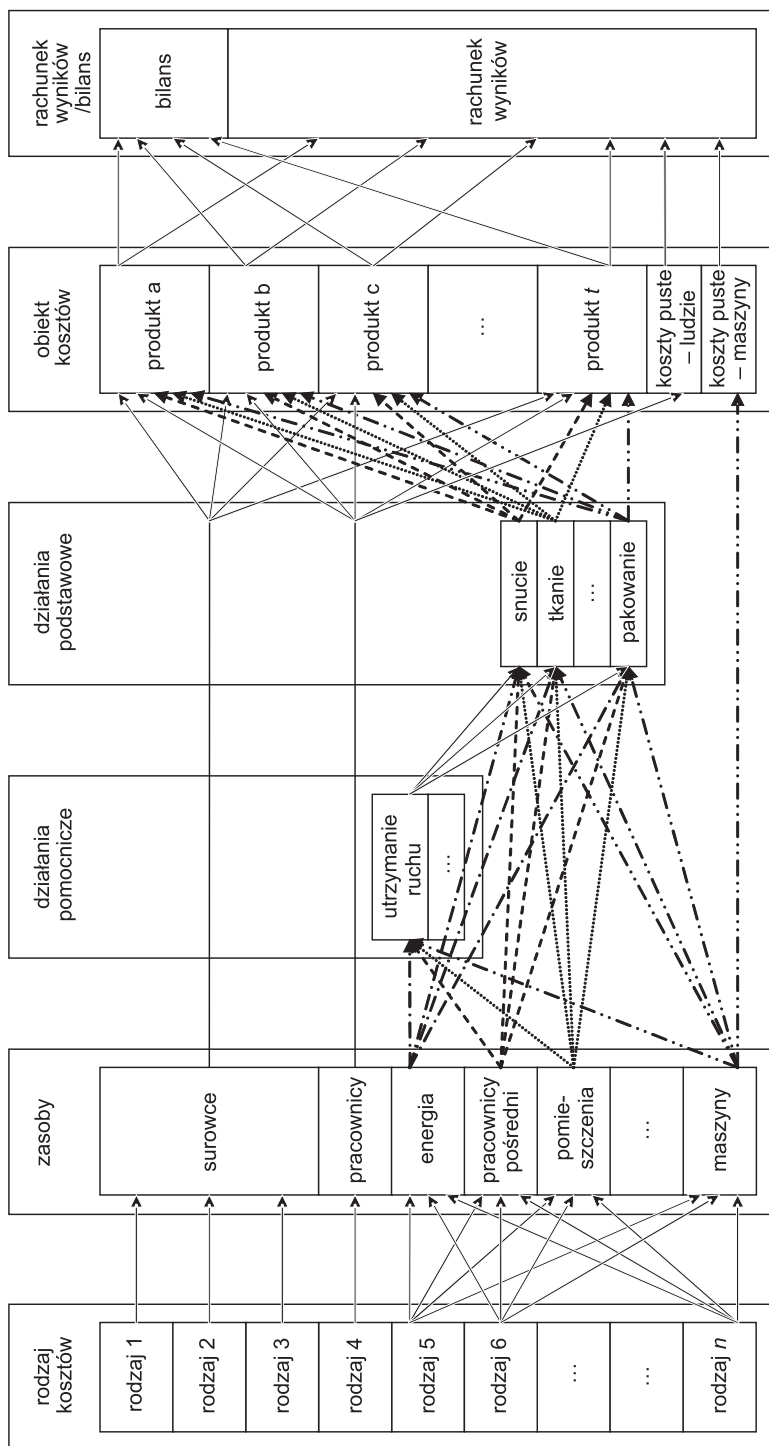 rodzaj
kosztów
rodzaj 1
rodzaj 2
rodzaj 3
rodzaj 4
rodzaj 5
rodzaj 6
...
...
rodzaj n
zasoby
surowce
pracownicy
energia
pracownicy
pośredni
pomie-
szczenia
...
maszyny
działania
pomocnicze
utrzymanie
ruchu
...
działania
podstawowe
snucie
tkanie
...
pakowanie
obiekt
kosztów
produkt a
produkt b
produkt c
...
produkt t
koszty puste
– ludzie
koszty puste
– maszyny
rachunek
wyników
/bilans
bilans
rachunek
wyników